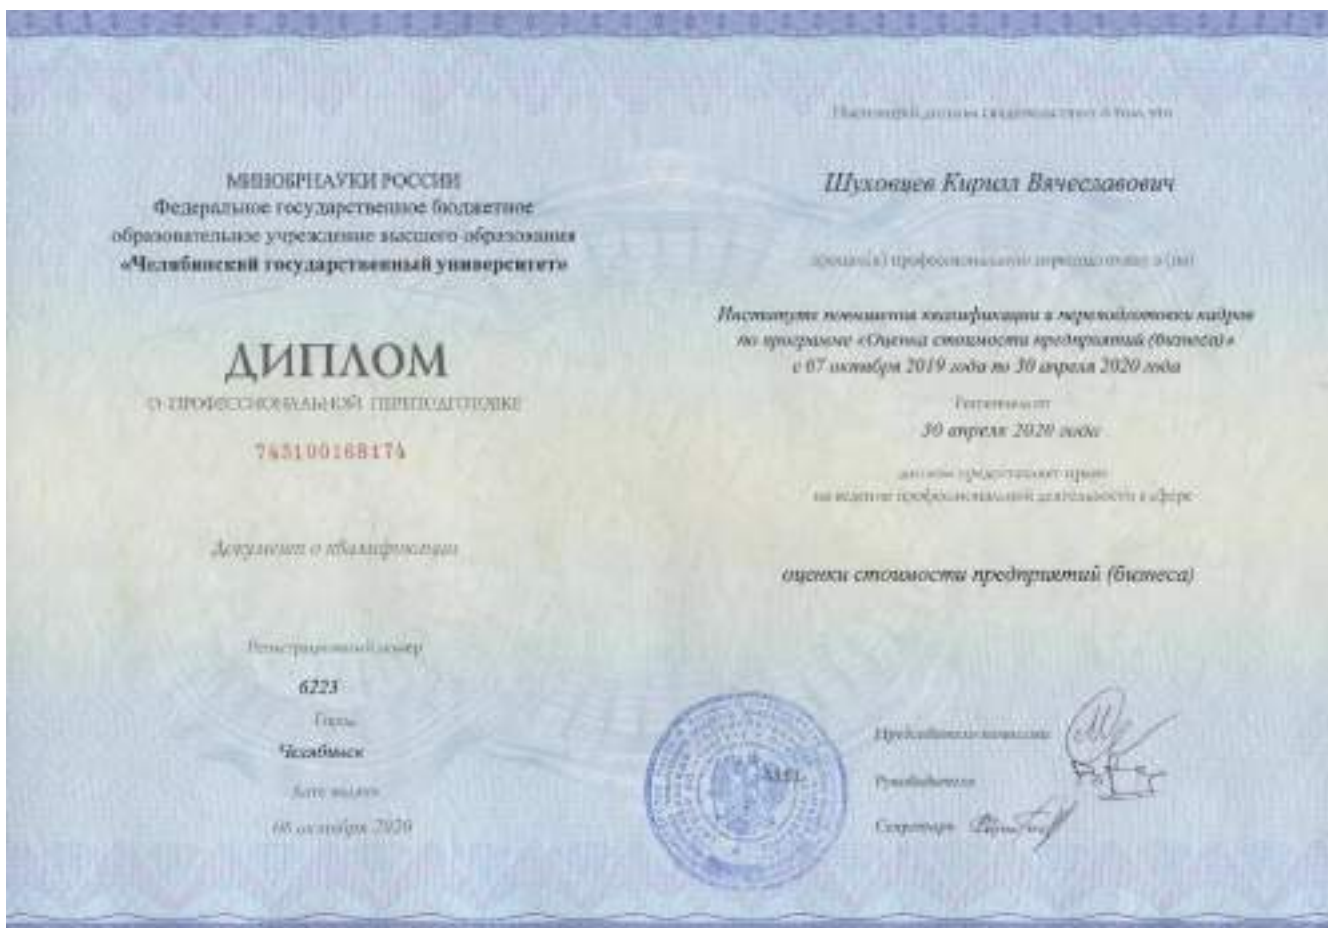 МИНОБРНАУКИ РОССИИ
Федеральное государственное бюджетное
образовательное учреждение высшего образования
«Челябинский государственный университет»
ДИПЛОМ
О ПРОФЕССИОНАЛЬНОЙ ПЕРЕПОДГОТОВКЕ
743100168174
Документ о квалификации
Регистрационный номер
6223
Город
Челябинск
Дата выдачи
октября 2020
Настоящий диплом свидетельствует о том, что
Шуховцев Кирилл Вячеславович
прошел(а) профессиональную переподготовку в (на)
Институте повышения квалификации и переподготовки кадров
по программе «Оценка стоимости предприятий (бизнеса)»
с 07 октября 2019 года по 30 апреля 2020 года
30 апреля 2020 года
диплом предоставляет право
на ведение профессиональной деятельности в сфере
оценки стоимости предприятий (бизнеса)
Председатель комиссии
Руководитель
Секретарь